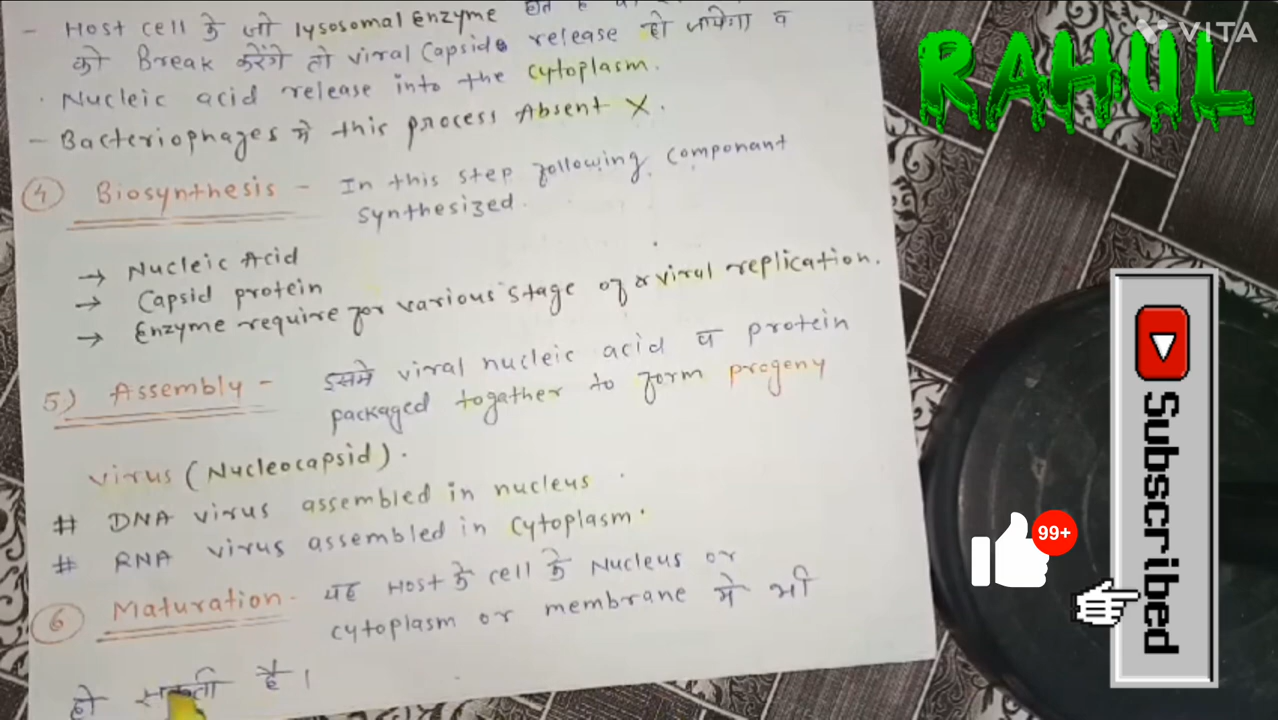 - Host cell के जो lysosomal Enzyme होते है
को Break करेंगे तो viral Capsid release हो जायेगा व
. Nucleic acid release into the cytoplasm.
- Bacteriophages मे this process Absent X.
④ Biosynthesis - In this step following componant
synthesized.
→ Nucleic Acid
→ Capsid protein
→ Enzyme require for various stage of viral replication.
5) Assembly - इसमे viral nucleic acid व protein
packaged togather to form progeny
virus (Nucleocapsid).
# DNA virus assembled in nucleus.
# RNA virus assembled in cytoplasm.
⑥ Maturation - यह Host के cell के Nucleus or
cytoplasm or membrane मे भी
हो सकती है।
RAHUL
VITA
Subscribed
99+